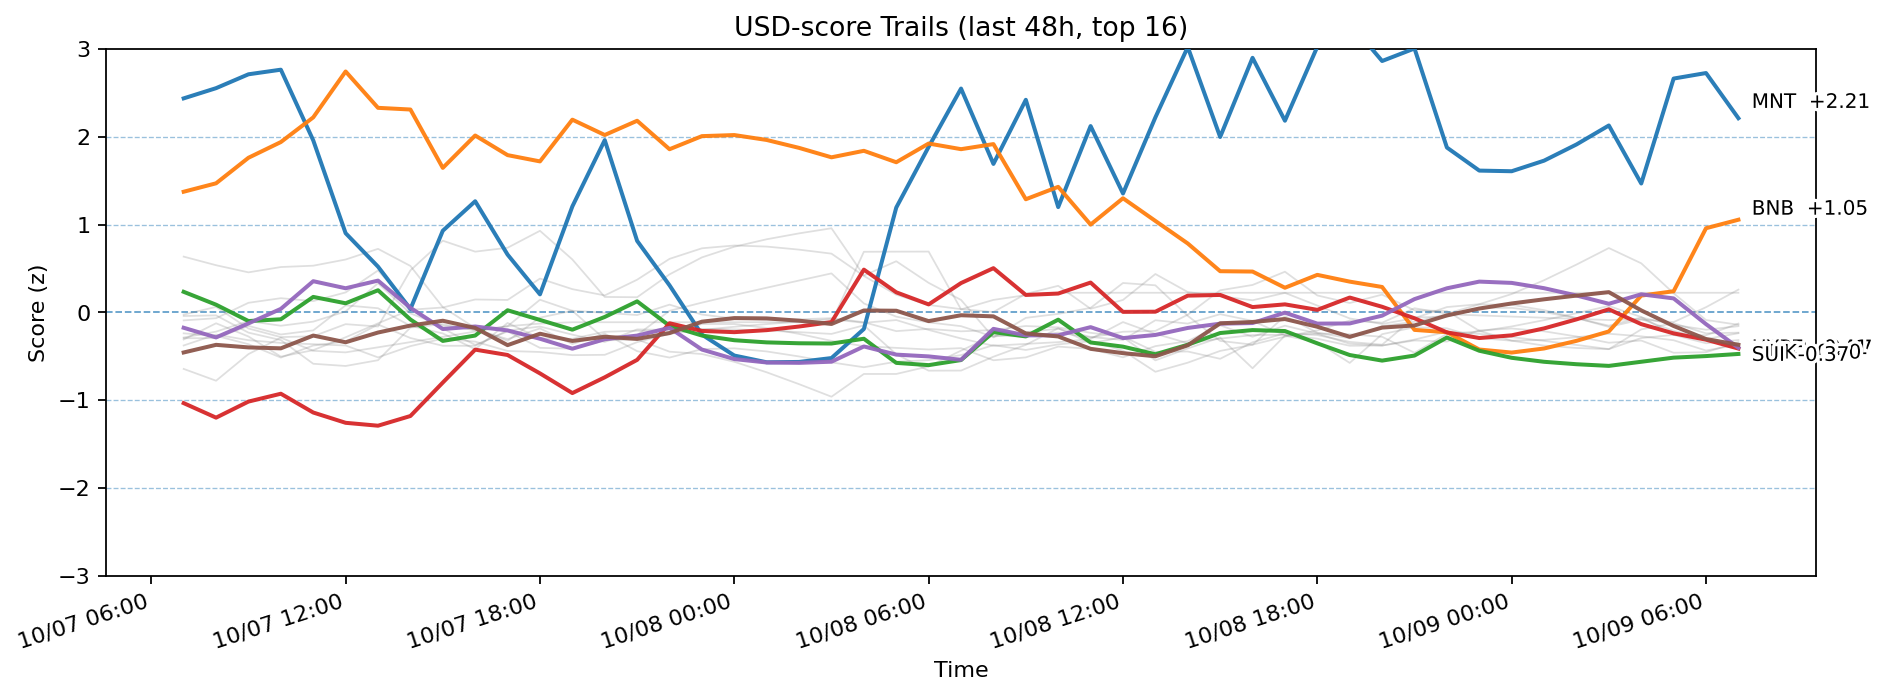 USD-score Trails (last 48h, top 16)
Score (z)
3
2
1
0
−1
−2
−3
MNT +2.21
BNB +1.05
SUI
10/07 06:00
10/07 12:00
10/07 18:00
10/08 00:00
10/08 06:00
10/08 12:00
10/08 18:00
10/09 00:00
10/09 06:00
Time